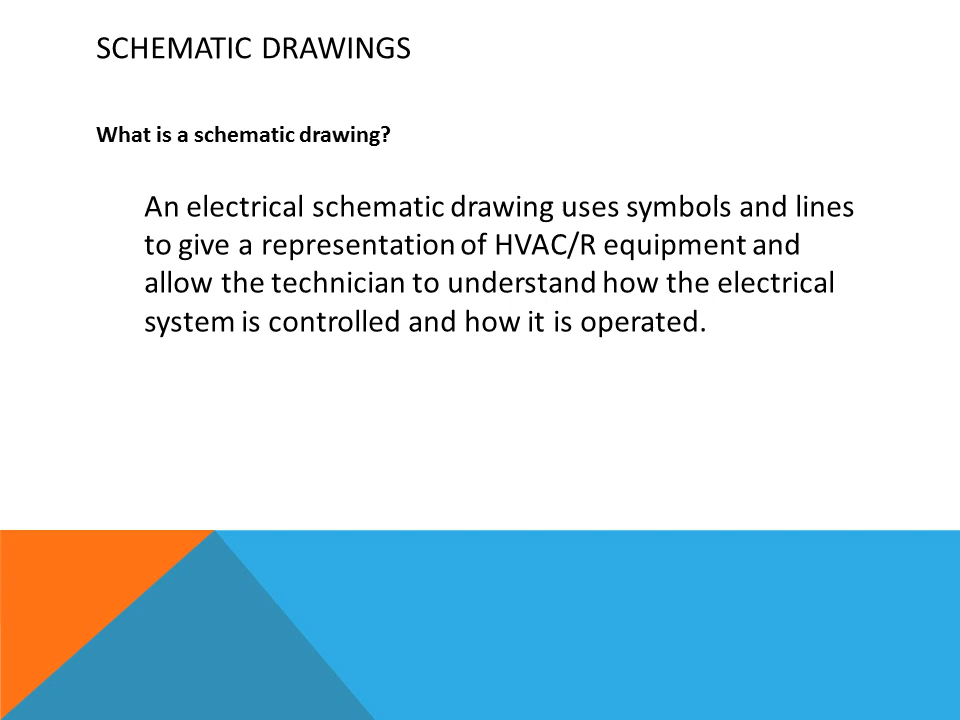 SCHEMATIC DRAWINGS
What is a schematic drawing?
An electrical schematic drawing uses symbols and lines
to give a representation of HVAC/R equipment and
allow the technician to understand how the electrical
system is controlled and how it is operated.